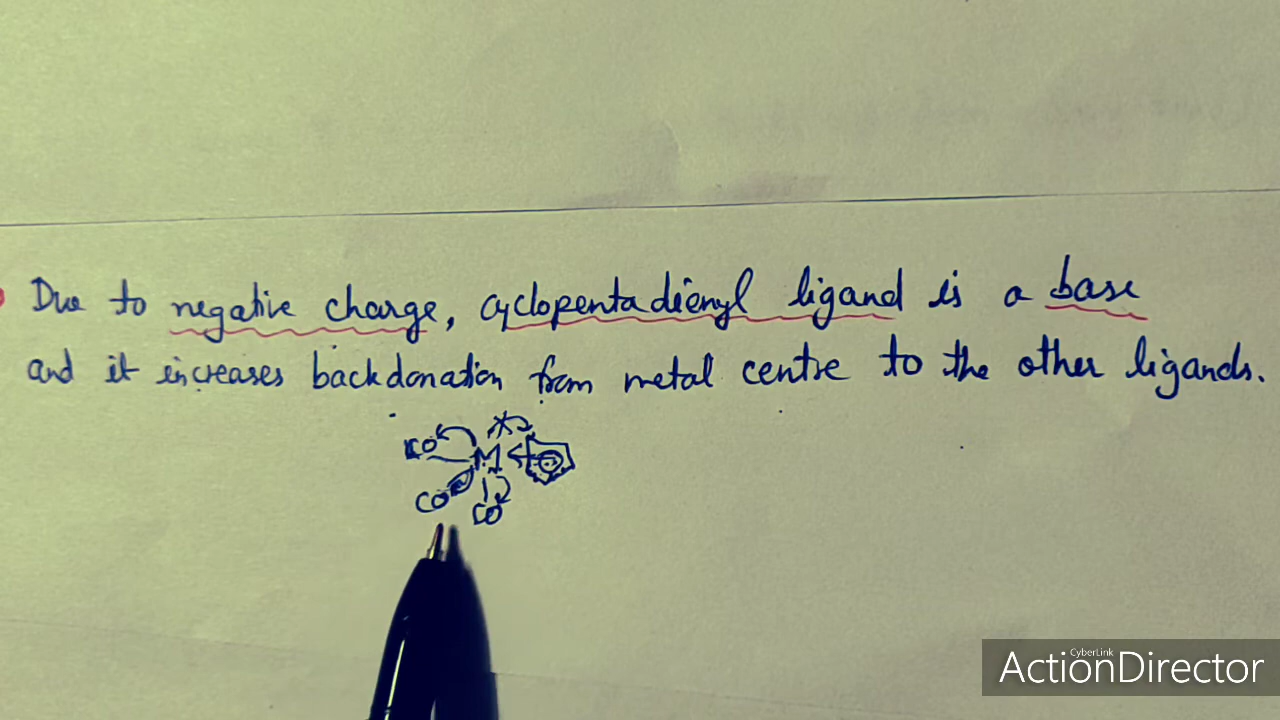 Due to negative charge, cyclopentadienyl ligand is a base
and it increases backdonation from metal centre to the other ligands.
CO M
CO CO
CyberLink
ActionDirector